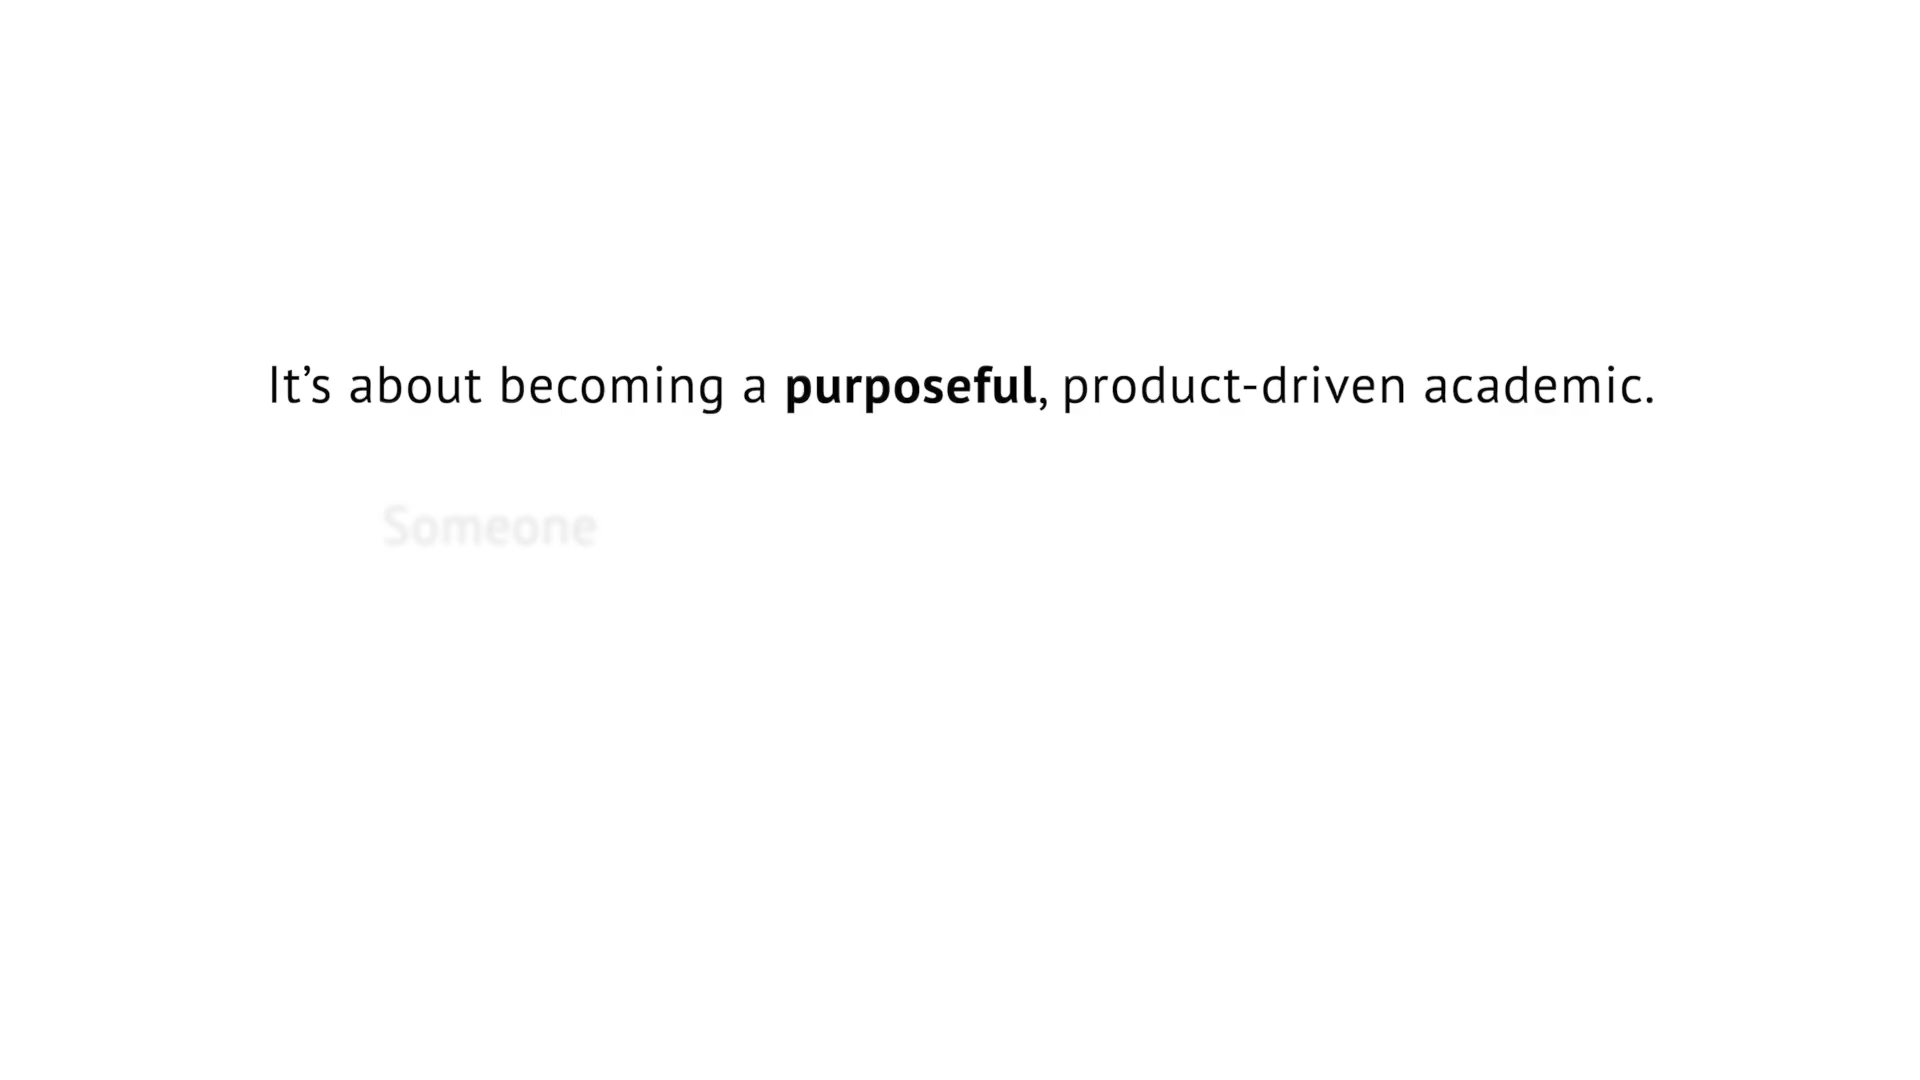 It’s about becoming a purposeful, product-driven academic.
Someone